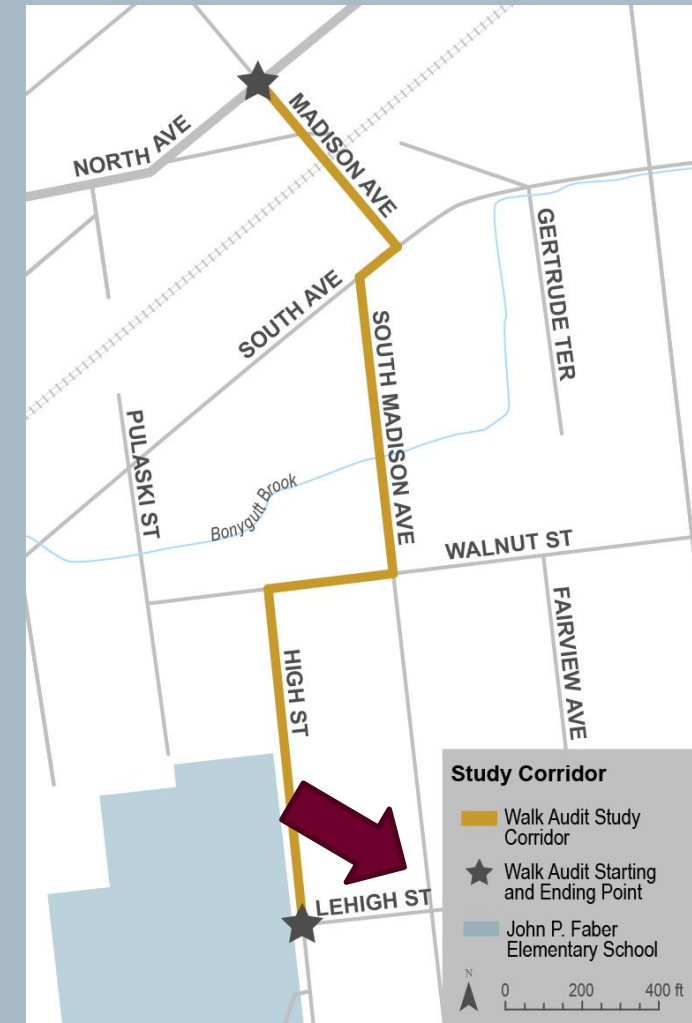 NORTH AVE
MADISON AVE
SOUTH AVE
GERTRUDE TER
SOUTH MADISON AVE
PULASKI ST
Bonygutt Brook
WALNUT ST
HIGH ST
FAIRVIEW AVE
LEHIGH ST
Study Corridor
Walk Audit Study
Corridor
Walk Audit Starting
and Ending Point
John P. Faber
Elementary School
N
0 200 400 ft